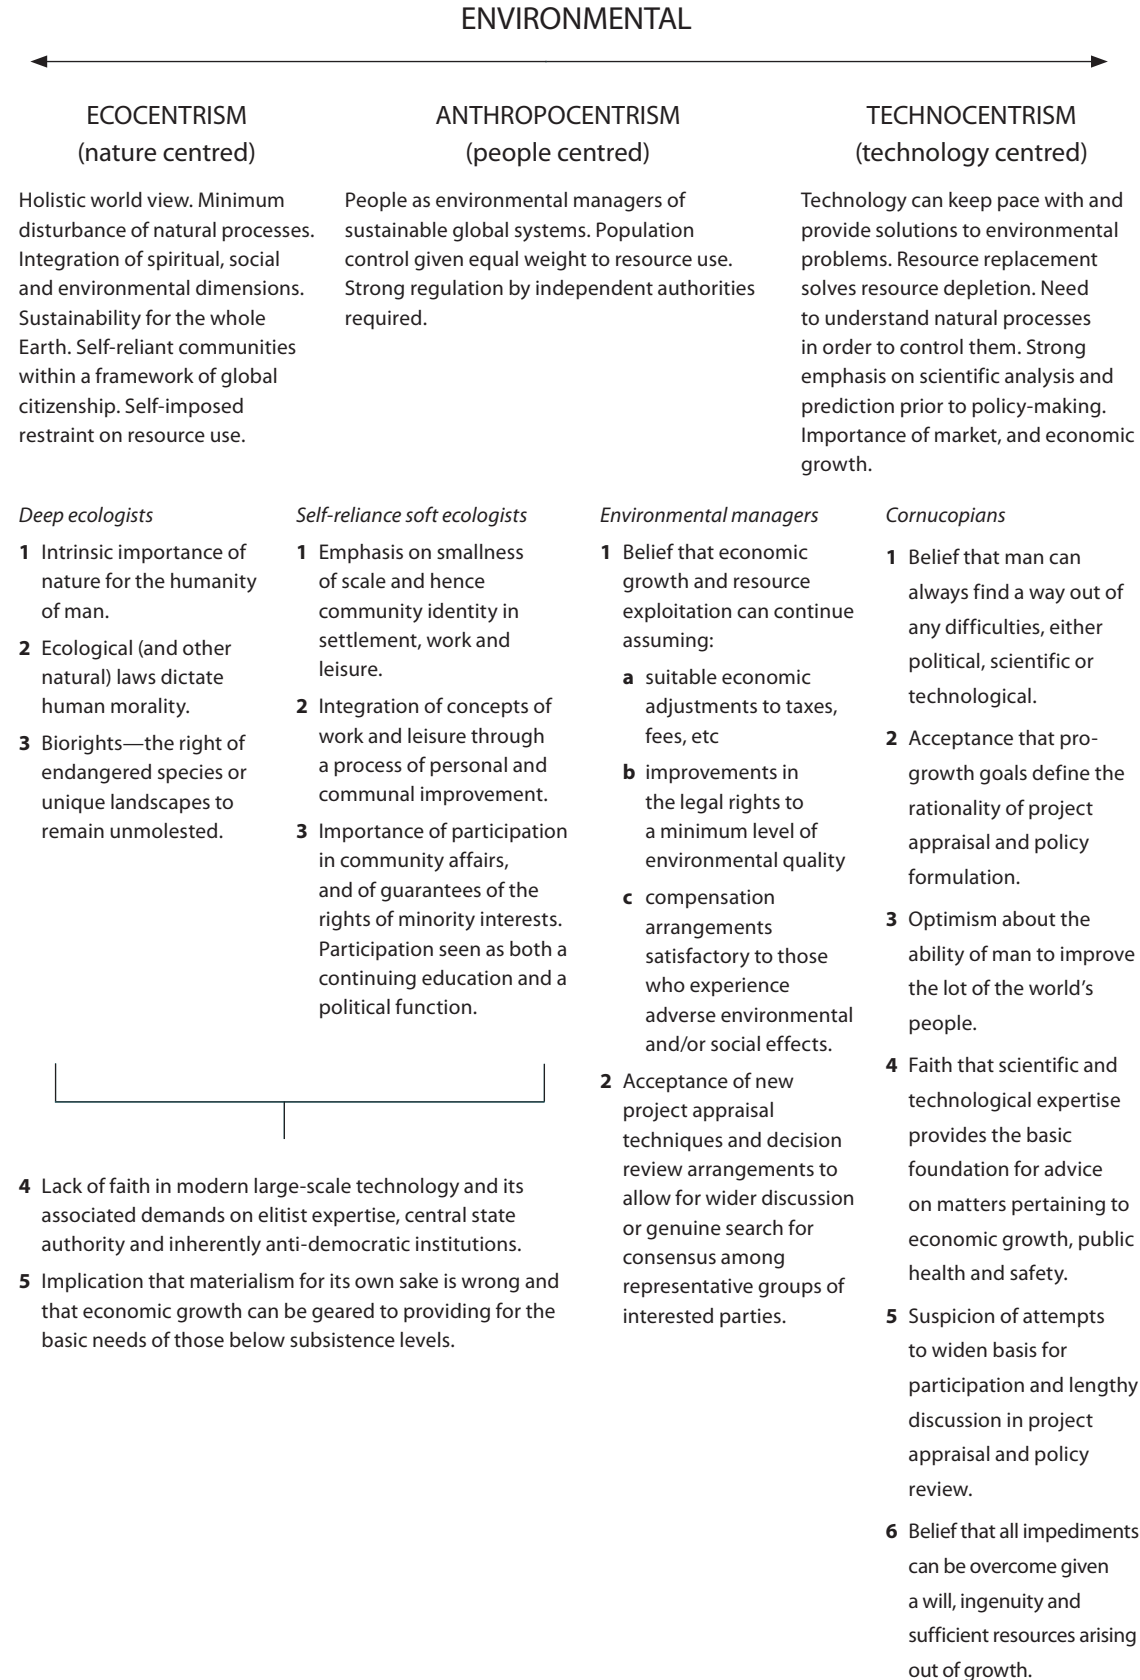 ENVIRONMENTAL
ECOCENTRISM
(nature centred)
Holistic world view. Minimum
disturbance of natural processes.
Integration of spiritual, social
and environmental dimensions.
Sustainability for the whole
Earth. Self-reliant communities
within a framework of global
citizenship. Self-imposed
restraint on resource use.
ANTHROPOCENTRISM
(people centred)
People as environmental managers of
sustainable global systems. Population
control given equal weight to resource use.
Strong regulation by independent authorities
required.
TECHNOCENTRISM
(technology centred)
Technology can keep pace with and
provide solutions to environmental
problems. Resource replacement
solves resource depletion. Need
to understand natural processes
in order to control them. Strong
emphasis on scientific analysis and
prediction prior to policy-making.
Importance of market, and economic
growth.
Deep ecologists
1 Intrinsic importance of
nature for the humanity
of man.
2 Ecological (and other
natural) laws dictate
human morality.
3 Biorights—the right of
endangered species or
unique landscapes to
remain unmolested.
Self-reliance soft ecologists
1 Emphasis on smallness
of scale and hence
community identity in
settlement, work and
leisure.
2 Integration of concepts of
work and leisure through
a process of personal and
communal improvement.
3 Importance of participation
in community affairs,
and of guarantees of the
rights of minority interests.
Participation seen as both a
continuing education and a
political function.
4 Lack of faith in modern large-scale technology and its
associated demands on elitist expertise, central state
authority and inherently anti-democratic institutions.
5 Implication that materialism for its own sake is wrong and
that economic growth can be geared to providing for the
basic needs of those below subsistence levels.
Environmental managers
1 Belief that economic
growth and resource
exploitation can continue
assuming:
a suitable economic
adjustments to taxes,
fees, etc
b improvements in
the legal rights to
a minimum level of
environmental quality
c compensation
arrangements
satisfactory to those
who experience
adverse environmental
and/or social effects.
2 Acceptance of new
project appraisal
techniques and decision
review arrangements to
allow for wider discussion
or genuine search for
consensus among
representative groups of
interested parties.
Cornucopians
1 Belief that man can
always find a way out of
any difficulties, either
political, scientific or
technological.
2 Acceptance that pro-
growth goals define the
rationality of project
appraisal and policy
formulation.
3 Optimism about the
ability of man to improve
the lot of the world's
people.
4 Faith that scientific and
technological expertise
provides the basic
foundation for advice
on matters pertaining to
economic growth, public
health and safety.
5 Suspicion of attempts
to widen basis for
participation and lengthy
discussion in project
appraisal and policy
review.
6 Belief that all impediments
can be overcome given
a will, ingenuity and
sufficient resources arising
out of growth.